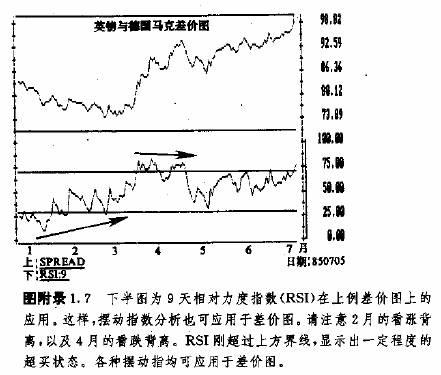 英镑与德国马克差价图
98.82
92.59
86.36
80.12
73.89
100.00
75.00
50.00
25.00
0.00
1 2 3 4 5 6 7 月
上:SPREAD 日期:850705
下:RSI:9
图附录1.7 下半图为9天相对力度指数(RSI)在上例差价图上的
应用。这样,摆动指数分析也可应用于差价图。请注意2月的看涨背
离,以及4月的看跌背离。RSI刚超过上方界线,显示出一定程度的
超买状态。各种摆动指均可应用于差价图。